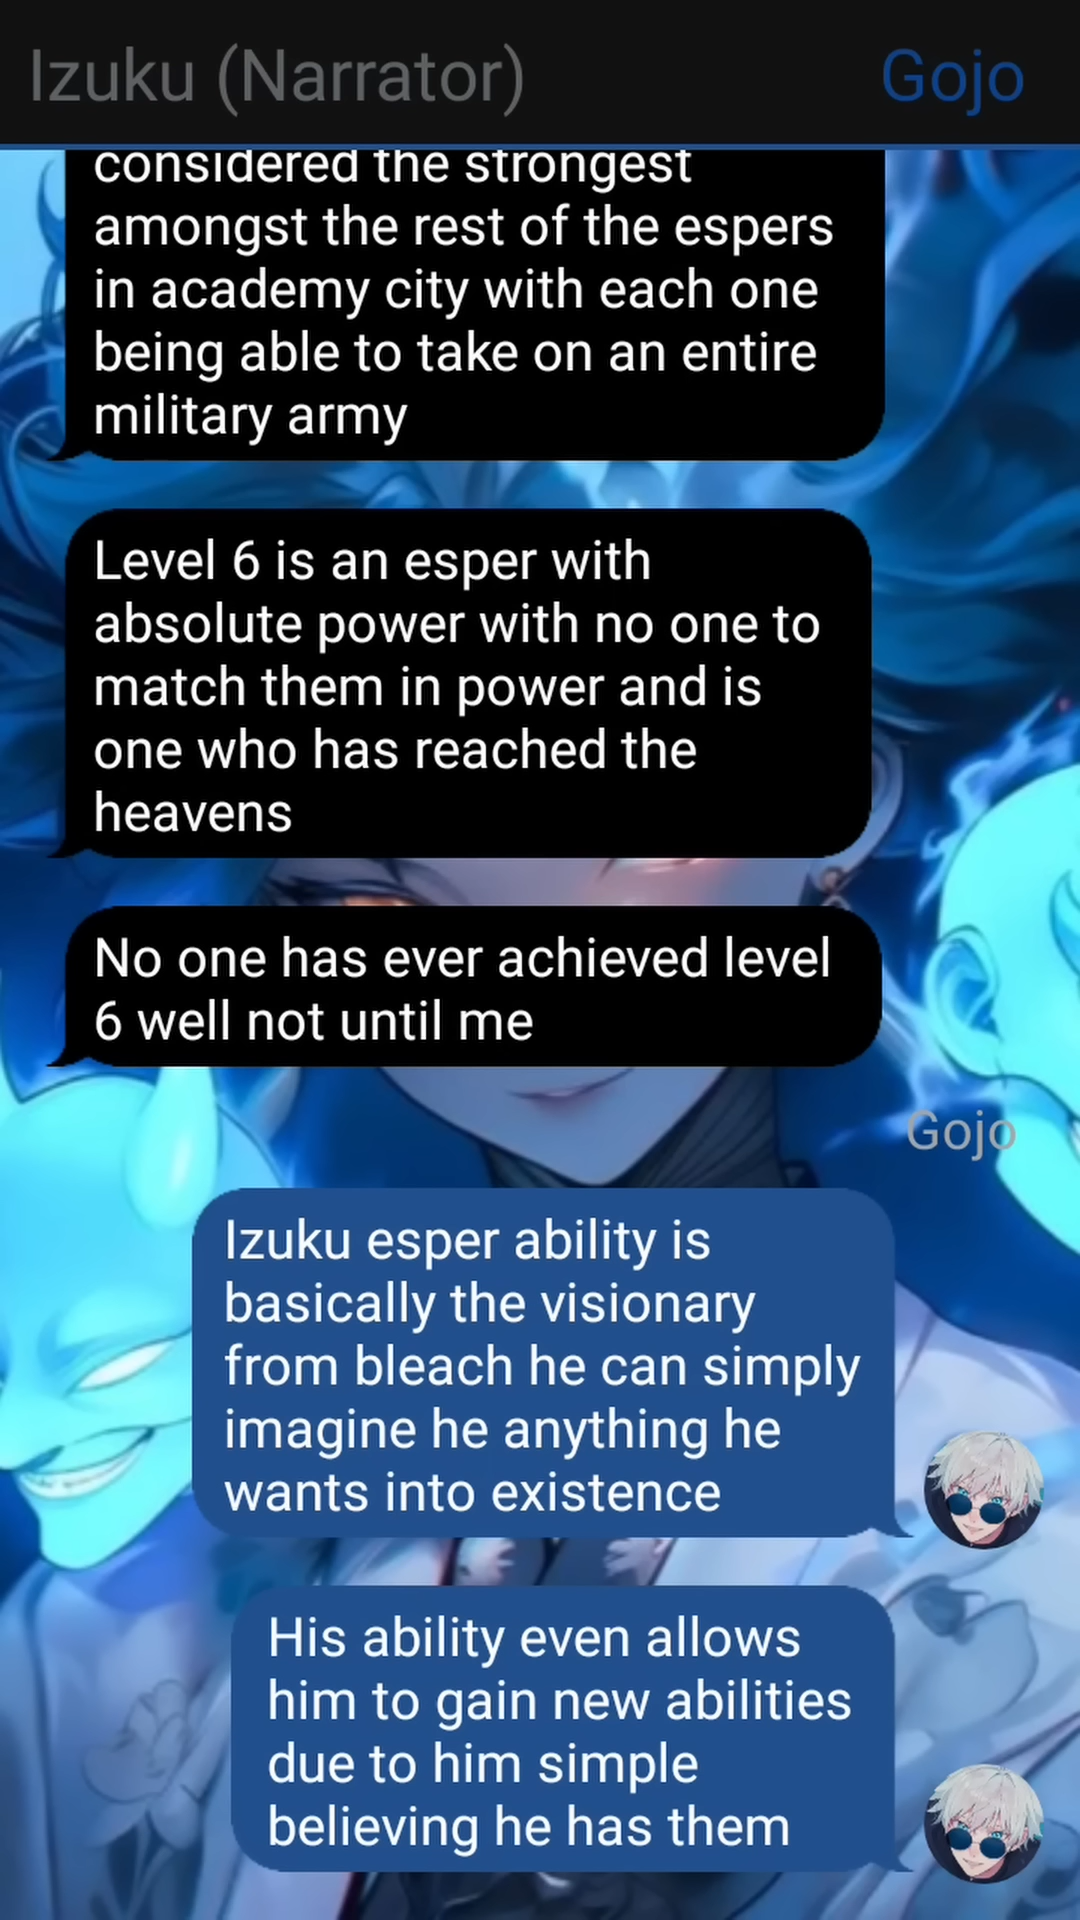 Izuku (Narrator) Gojo
considered the strongest
amongst the rest of the espers
in academy city with each one
being able to take on an entire
military army
Level 6 is an esper with
absolute power with no one to
match them in power and is
one who has reached the
heavens
No one has ever achieved level
6 well not until me
Gojo
Izuku esper ability is
basically the visionary
from bleach he can simply
imagine he anything he
wants into existence
His ability even allows
him to gain new abilities
due to him simple
believing he has them